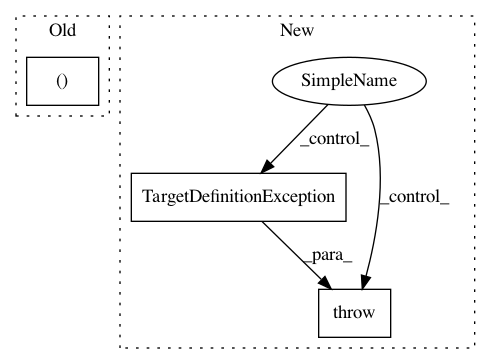 Old
New
()
SimpleName
_control_
TargetDefinitionException
_control_
_para_
throw